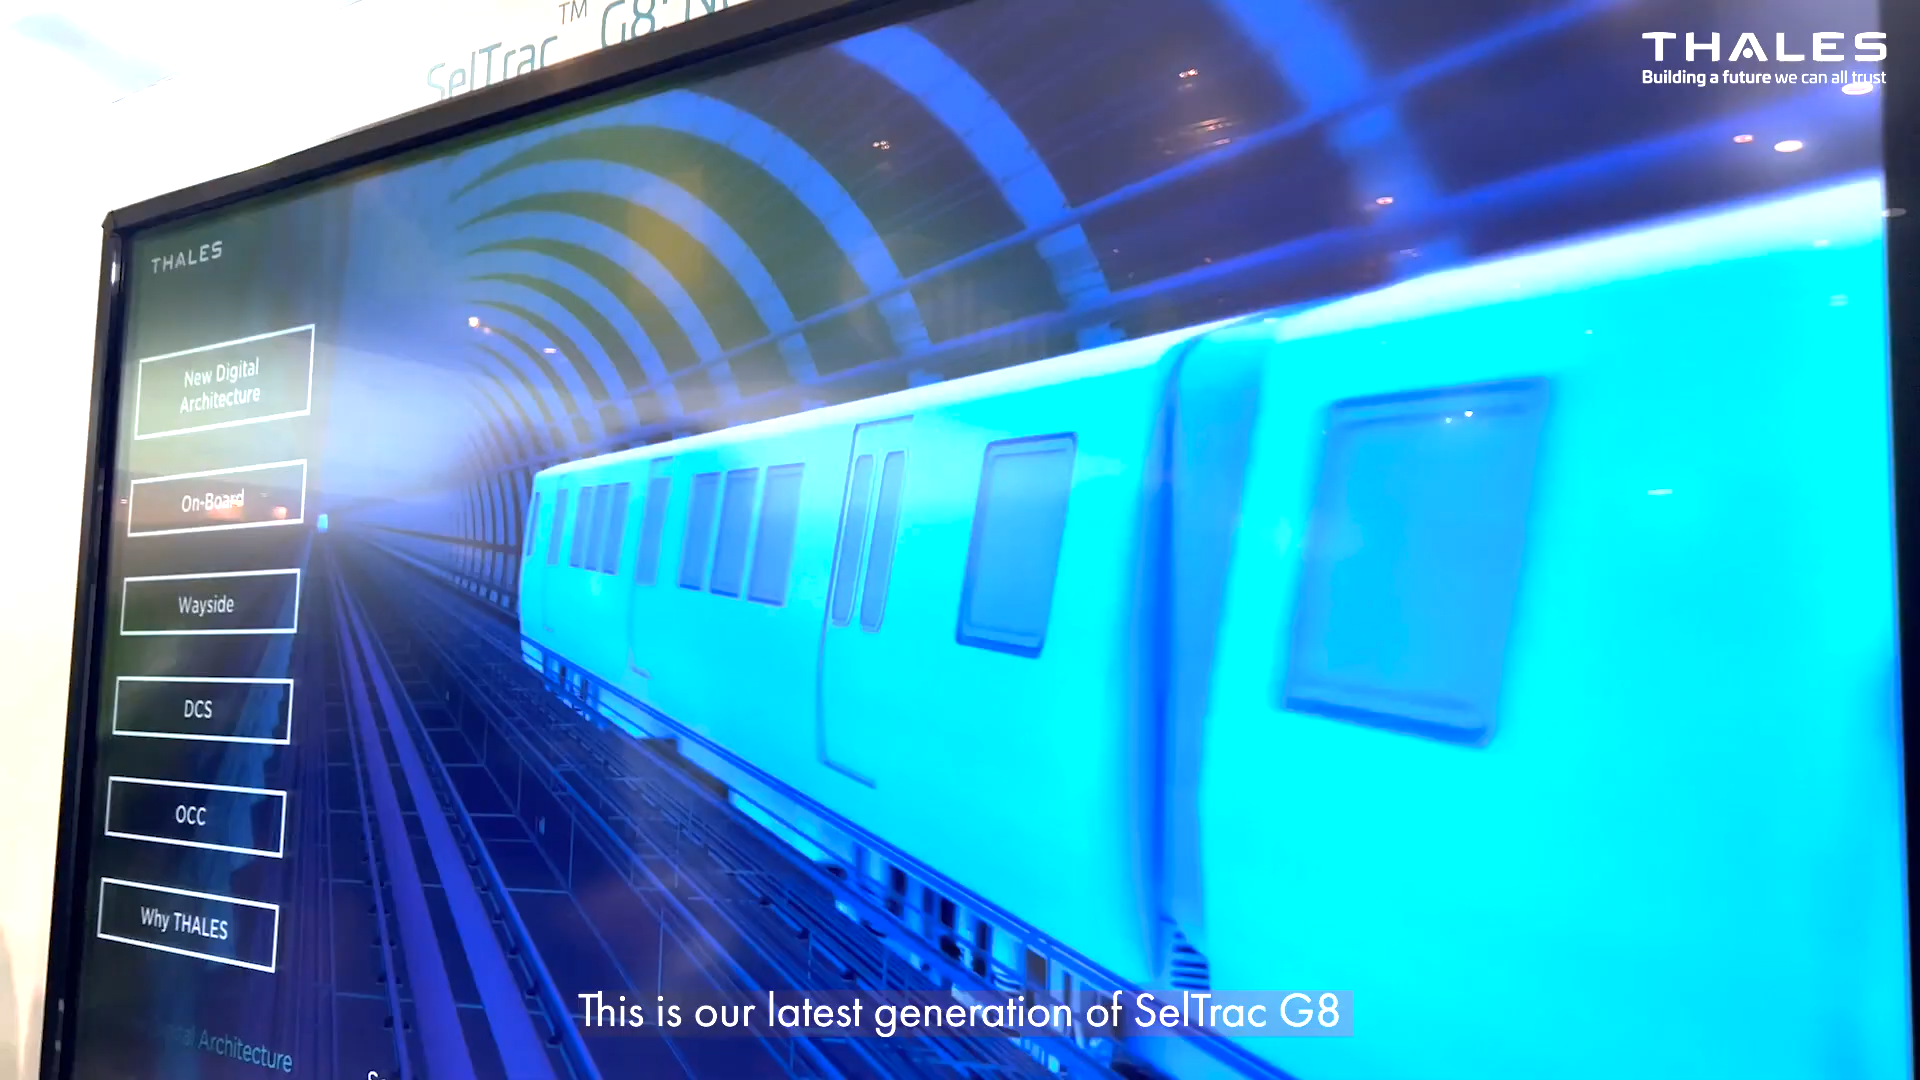 SelTrac™ G8:
THALES
Building a future we can all trust
THALES
New Digital
Architecture
On-Board
Wayside
DCS
OCC
Why THALES
Architecture
This is our latest generation of SelTrac G8